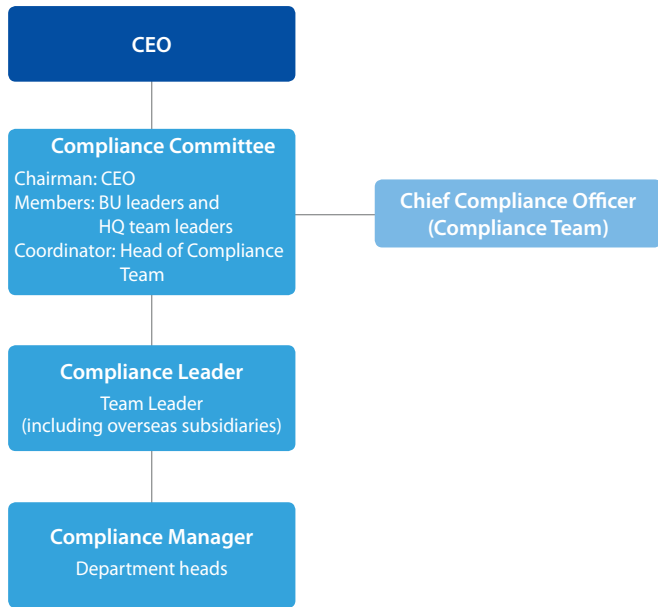 CEO
Compliance Committee
Chairman: CEO
Members: BU leaders and
HQ team leaders
Coordinator: Head of Compliance
Team
Chief Compliance Officer
(Compliance Team)
Compliance Leader
Team Leader
(including overseas subsidiaries)
Compliance Manager
Department heads